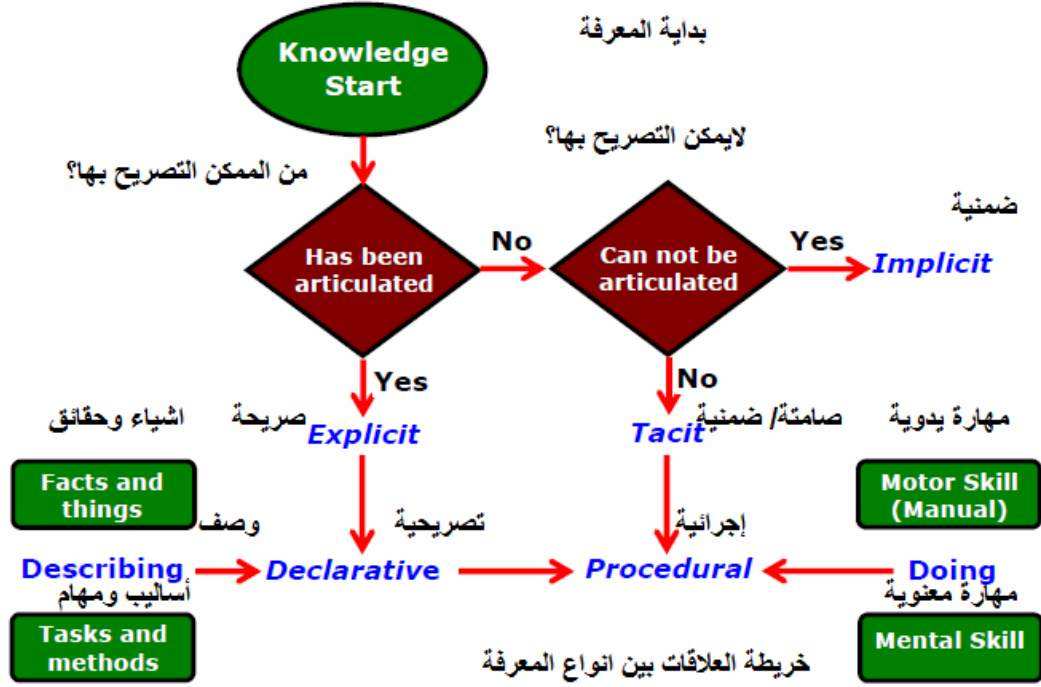 بداية المعرفة
Knowledge
Start
لايمكن التصريح بها؟
من الممكن التصريح بها؟
ضمنية
Has been
articulated
No
Can not be
articulated
Yes
Implicit
Yes
No
اشياء وحقائق
صريحة
Explicit
Tacit
صامتة/ ضمنية
مهارة يدوية
Facts and
things
Motor Skill
(Manual)
وصف
تصريحية
إجرائية
Describing
Declarative
Procedural
Doing
أساليب ومهام
مهارة معنوية
Tasks and
methods
Mental Skill
خريطة العلاقات بين انواع المعرفة